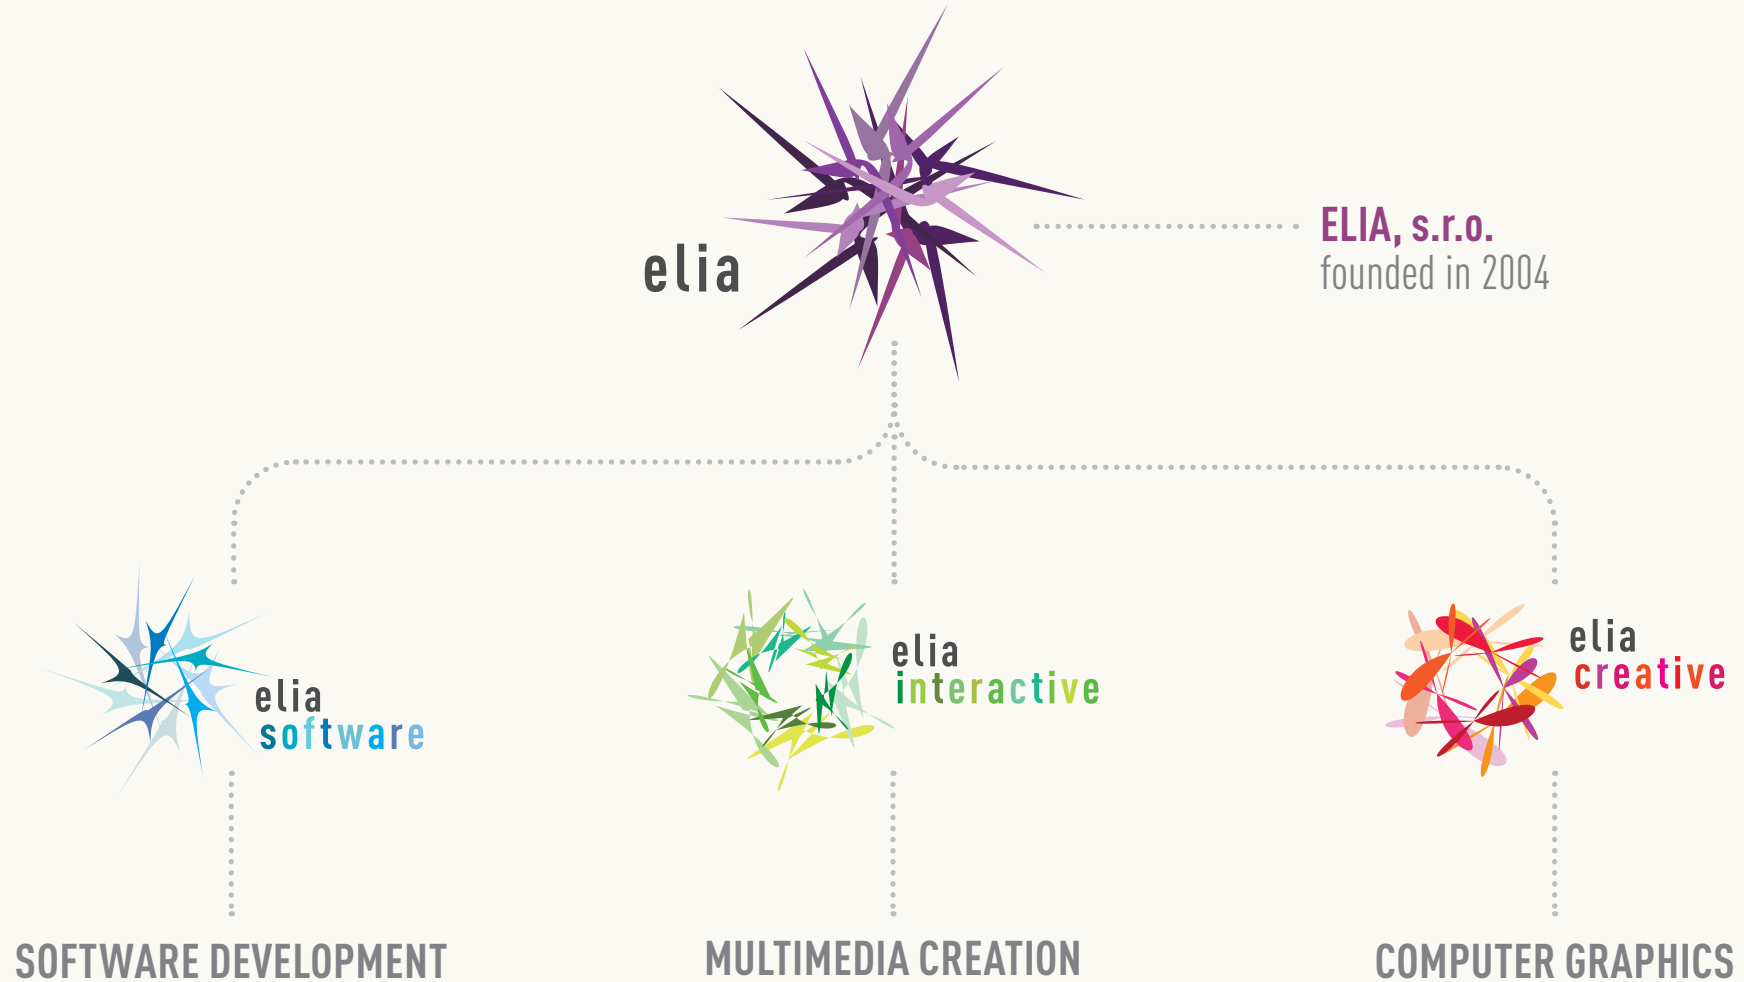 elia
ELIA, s.r.o.
founded in 2004
elia
software
elia
interactive
elia
creative
SOFTWARE DEVELOPMENT
MULTIMEDIA CREATION
COMPUTER GRAPHICS